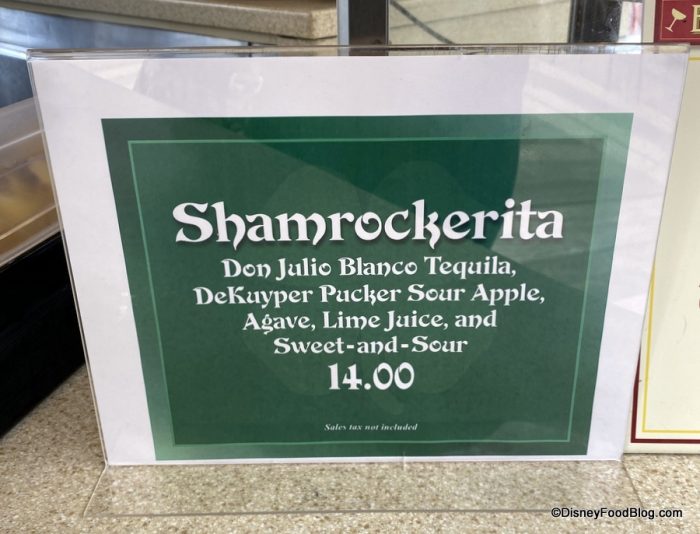 Shamrockerita
Don Julio Blanco Tequila,
DeKuyper Pucker Sour Apple,
Agave, Lime Juice, and
Sweet-and-Sour
14.00
Sales tax not included
©DisneyFoodBlog.com